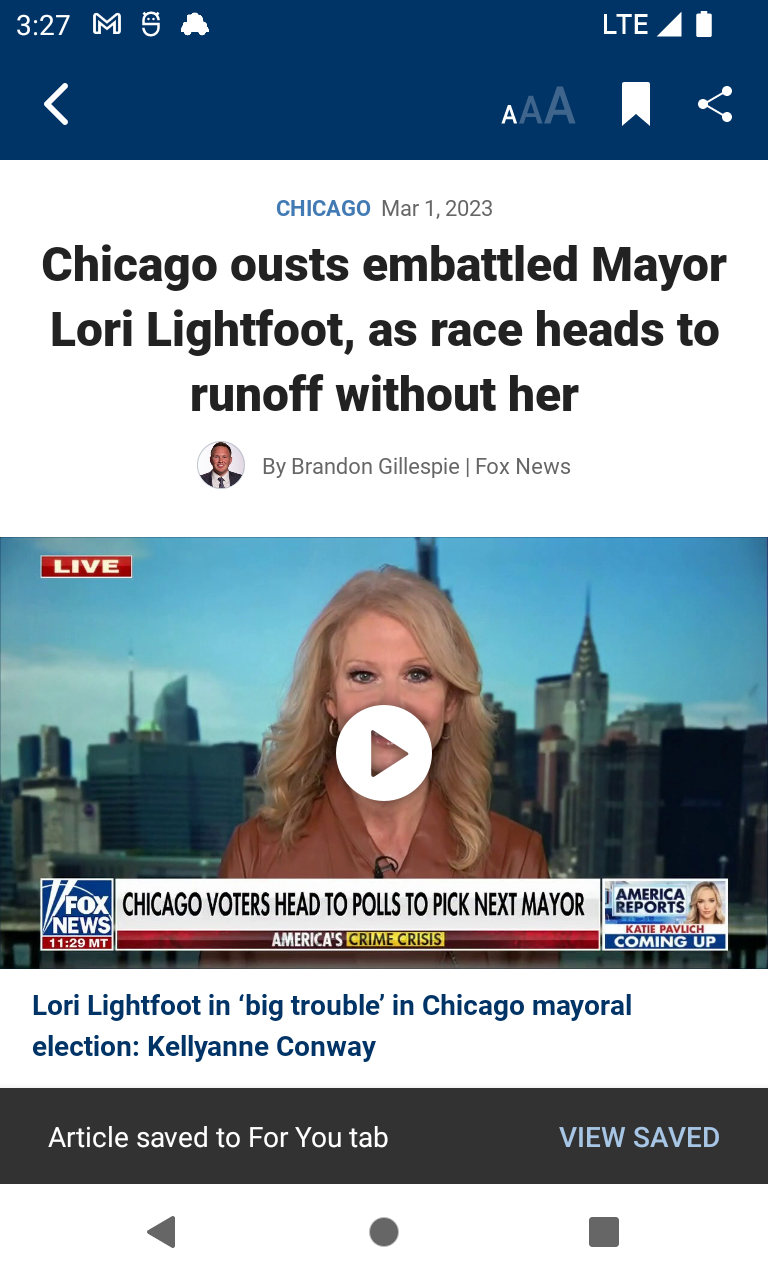 3:27
LTE
AAA
CHICAGO Mar 1, 2023
Chicago ousts embattled Mayor
Lori Lightfoot, as race heads to
runoff without her
By Brandon Gillespie | Fox News
LIVE
FOX
NEWS
11:29 MT
CHICAGO VOTERS HEAD TO POLLS TO PICK NEXT MAYOR
AMERICA'S CRIME CRISIS
AMERICA
REPORTS
KATIE PAVLICH
COMING UP
Lori Lightfoot in ‘big trouble’ in Chicago mayoral
election: Kellyanne Conway
Article saved to For You tab
VIEW SAVED